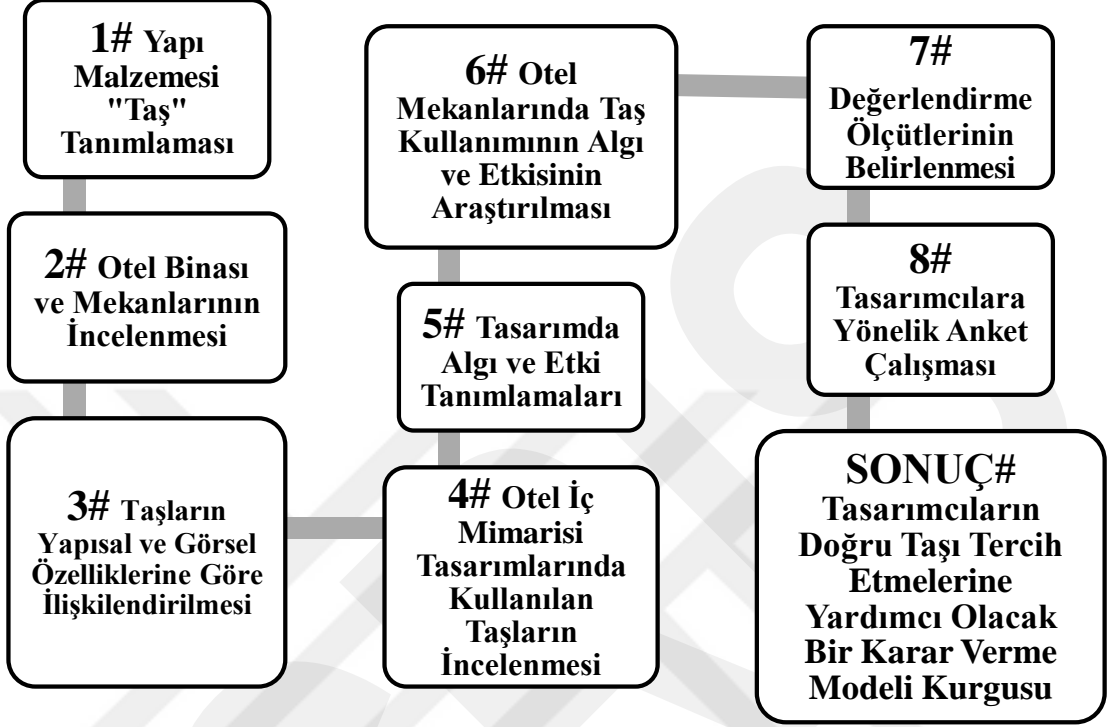 1# Yapı
Malzemesi
"Taş"
Tanımlaması
2# Otel Binası
ve Mekanlarının
İncelenmesi
3# Taşların
Yapısal ve Görsel
Özelliklerine Göre
İlişkilendirilmesi
4# Otel İç
Mimarisi
Tasarımlarında
Kullanılan
Taşların
İncelenmesi
5# Tasarımda
Algı ve Etki
Tanımlamaları
6# Otel
Mekanlarında Taş
Kullanımının Algı
ve Etkisinin
Araştırılması
7#
Değerlendirme
Ölçütlerinin
Belirlenmesi
8#
Tasarımcılara
Yönelik Anket
Çalışması
SONUÇ#
Tasarımcıların
Doğru Taşı Tercih
Etmelerine
Yardımcı Olacak
Bir Karar Verme
Modeli Kurgusu